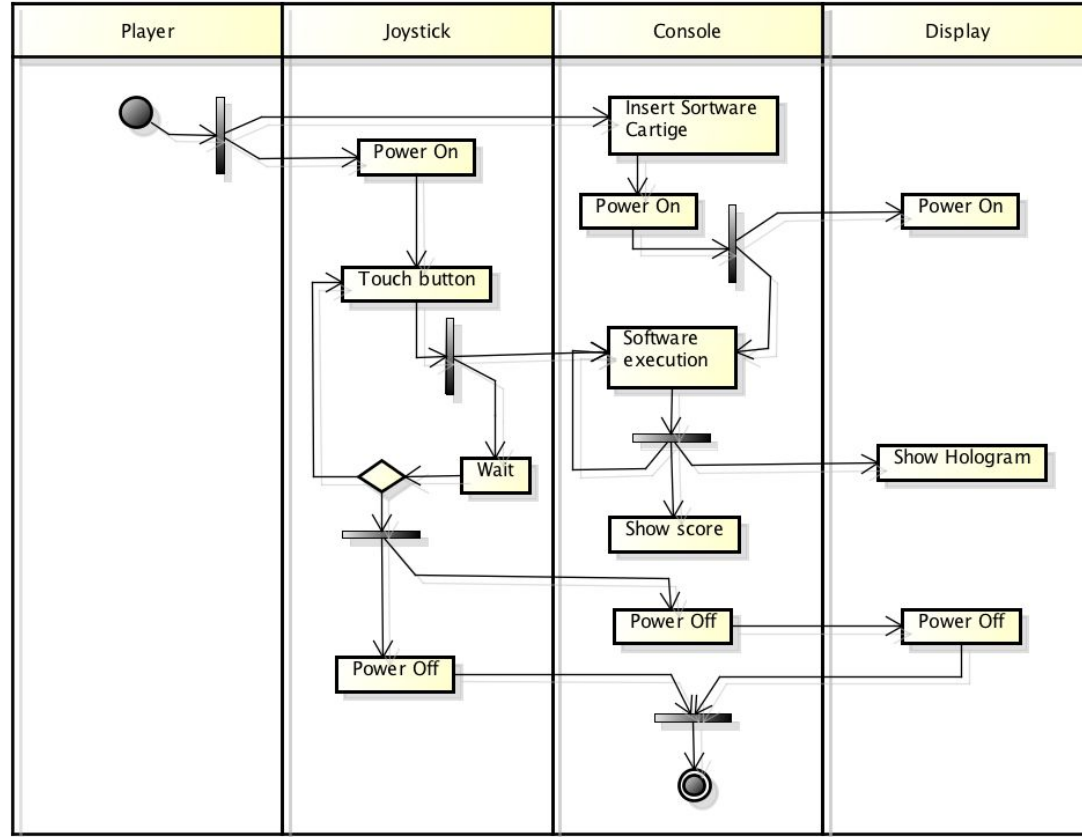 Player
Joystick
Console
Display
Insert Sortware
Cartige
Power On
Power On
Power On
Touch button
Software
execution
Wait
Show Hologram
Show score
Power Off
Power Off
Power Off